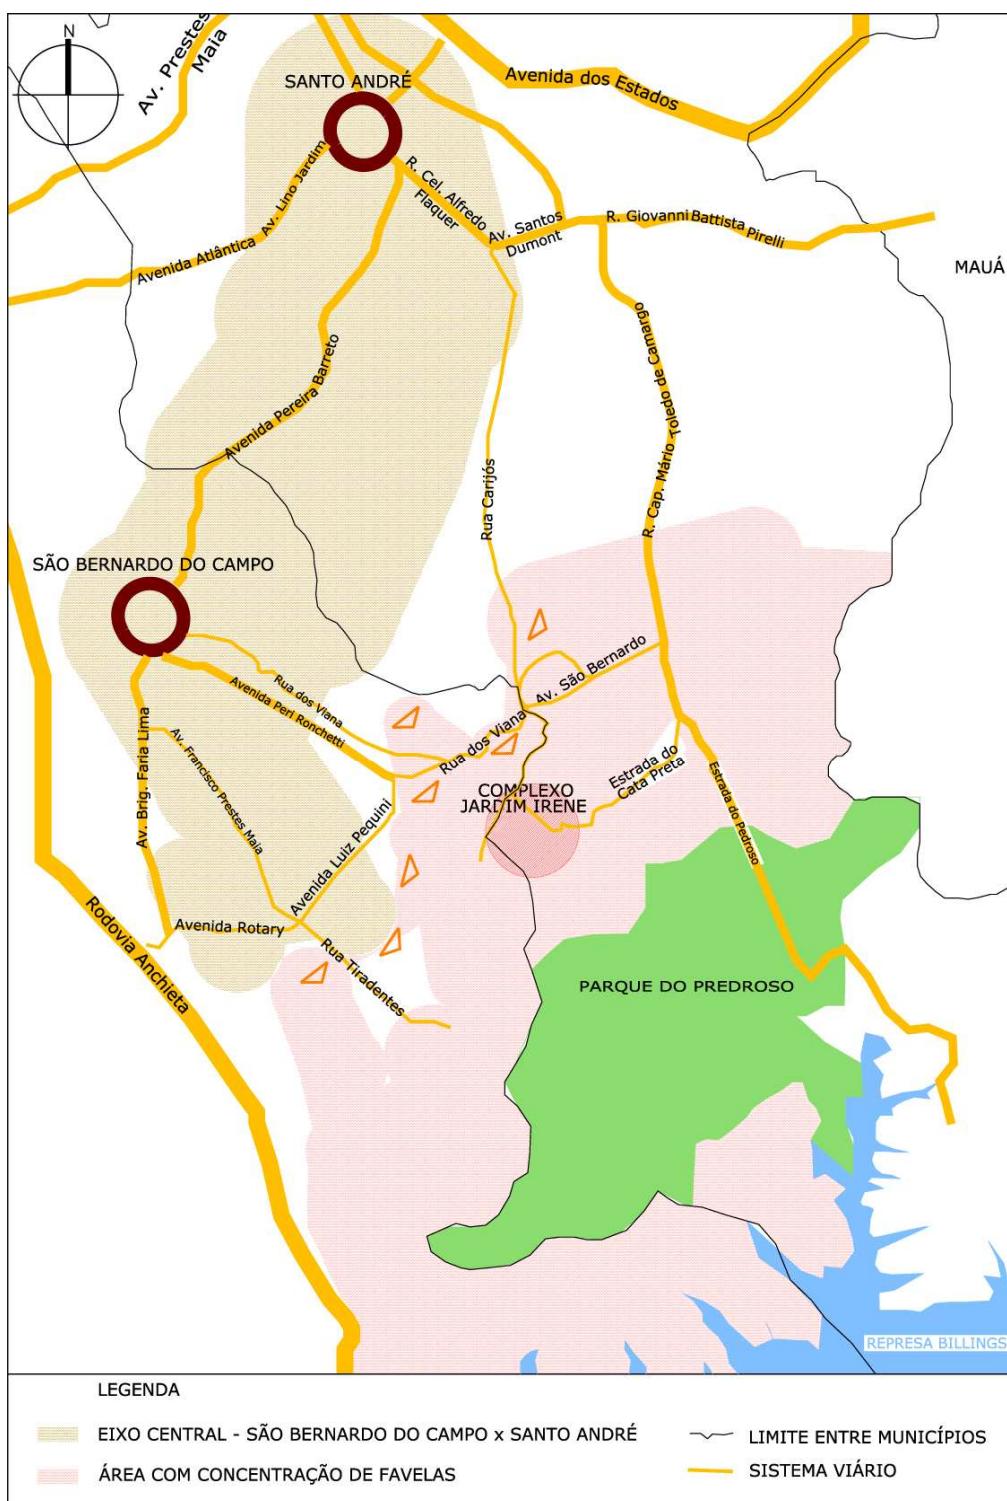 N
Av. Prestes
Maia
SANTO ANDRÉ
Avenida dos Estados
Av. Lino Jardim
R. Cel. Alfredo
Flaquer
Av. Santos
Dumont
R. Giovanni Battista Pirelli
Avenida Atlântica
MAUÁ
Avenida Pereira Barreto
R. Cap. Mário Toledo de Camargo
Rua Carijós
SÃO BERNARDO DO CAMPO
Rua dos Viana
Avenida Peri Ronchetti
Av. São Bernardo
Rua dos Viana
Av. Brig. Faria Lima
Av. Francisco Prestes Maia
Estrada do
Cata Preta
COMPLEXO
JARDIM IRENE
Estrada do Pedroso
Avenida Luiz Pequini
Rodovia Anchieta
Avenida Rotary
Rua Tiradentes
PARQUE DO PREDROSO
REPRESA BILLINGS
LEGENDA
EIXO CENTRAL - SÃO BERNARDO DO CAMPO x SANTO ANDRÉ
LIMITE ENTRE MUNICÍPIOS
ÁREA COM CONCENTRAÇÃO DE FAVELAS
SISTEMA VIÁRIO